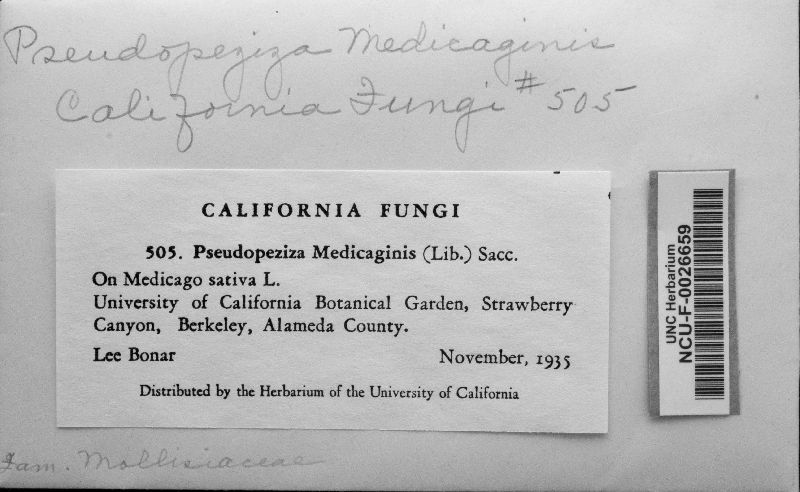 Pseudopeziza Medicaginis
California Fungi #505
CALIFORNIA FUNGI
505. Pseudopeziza Medicaginis (Lib.) Sacc.
On Medicago sativa L.
University of California Botanical Garden, Strawberry
Canyon, Berkeley, Alameda County.
Lee Bonar November, 1935
Distributed by the Herbarium of the University of California
UNC Herbarium
NCU-F-0026659
Fam. Mollisiaceae